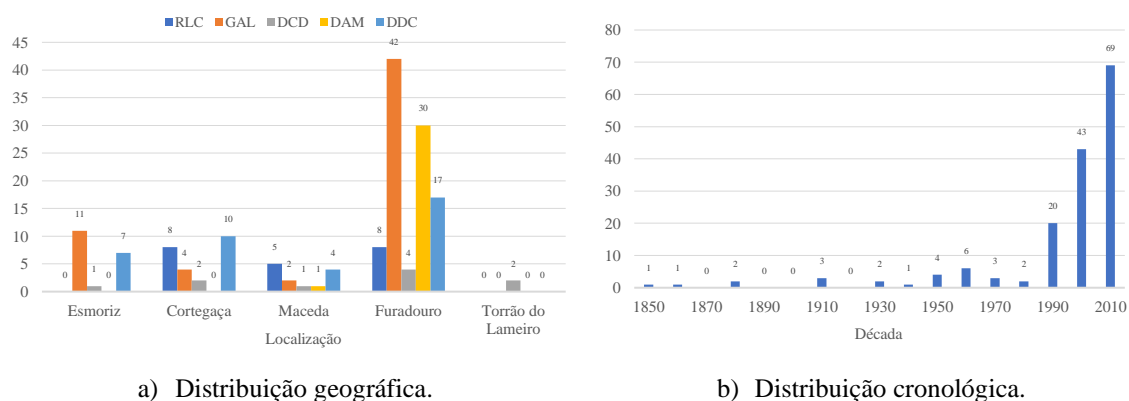 RLC GAL DCD DAM DDC
45
40
35
30
25
20
15
10
5
0
0 11 1 0 7
8 4 2 0 10
5 2 1 1 4
8 42 4 30 17
0 0 2 0 0
Esmoriz Cortegaça Maceda Furadouro Torrão do
Lameiro
Localização
a) Distribuição geográfica.
80
70
60
50
40
30
20
10
0
1 1 0 2 0 0 3 0 2 1 4 6 3 2 20 43 69
1850 1870 1890 1910 1930 1950 1970 1990 2010
Década
b) Distribuição cronológica.